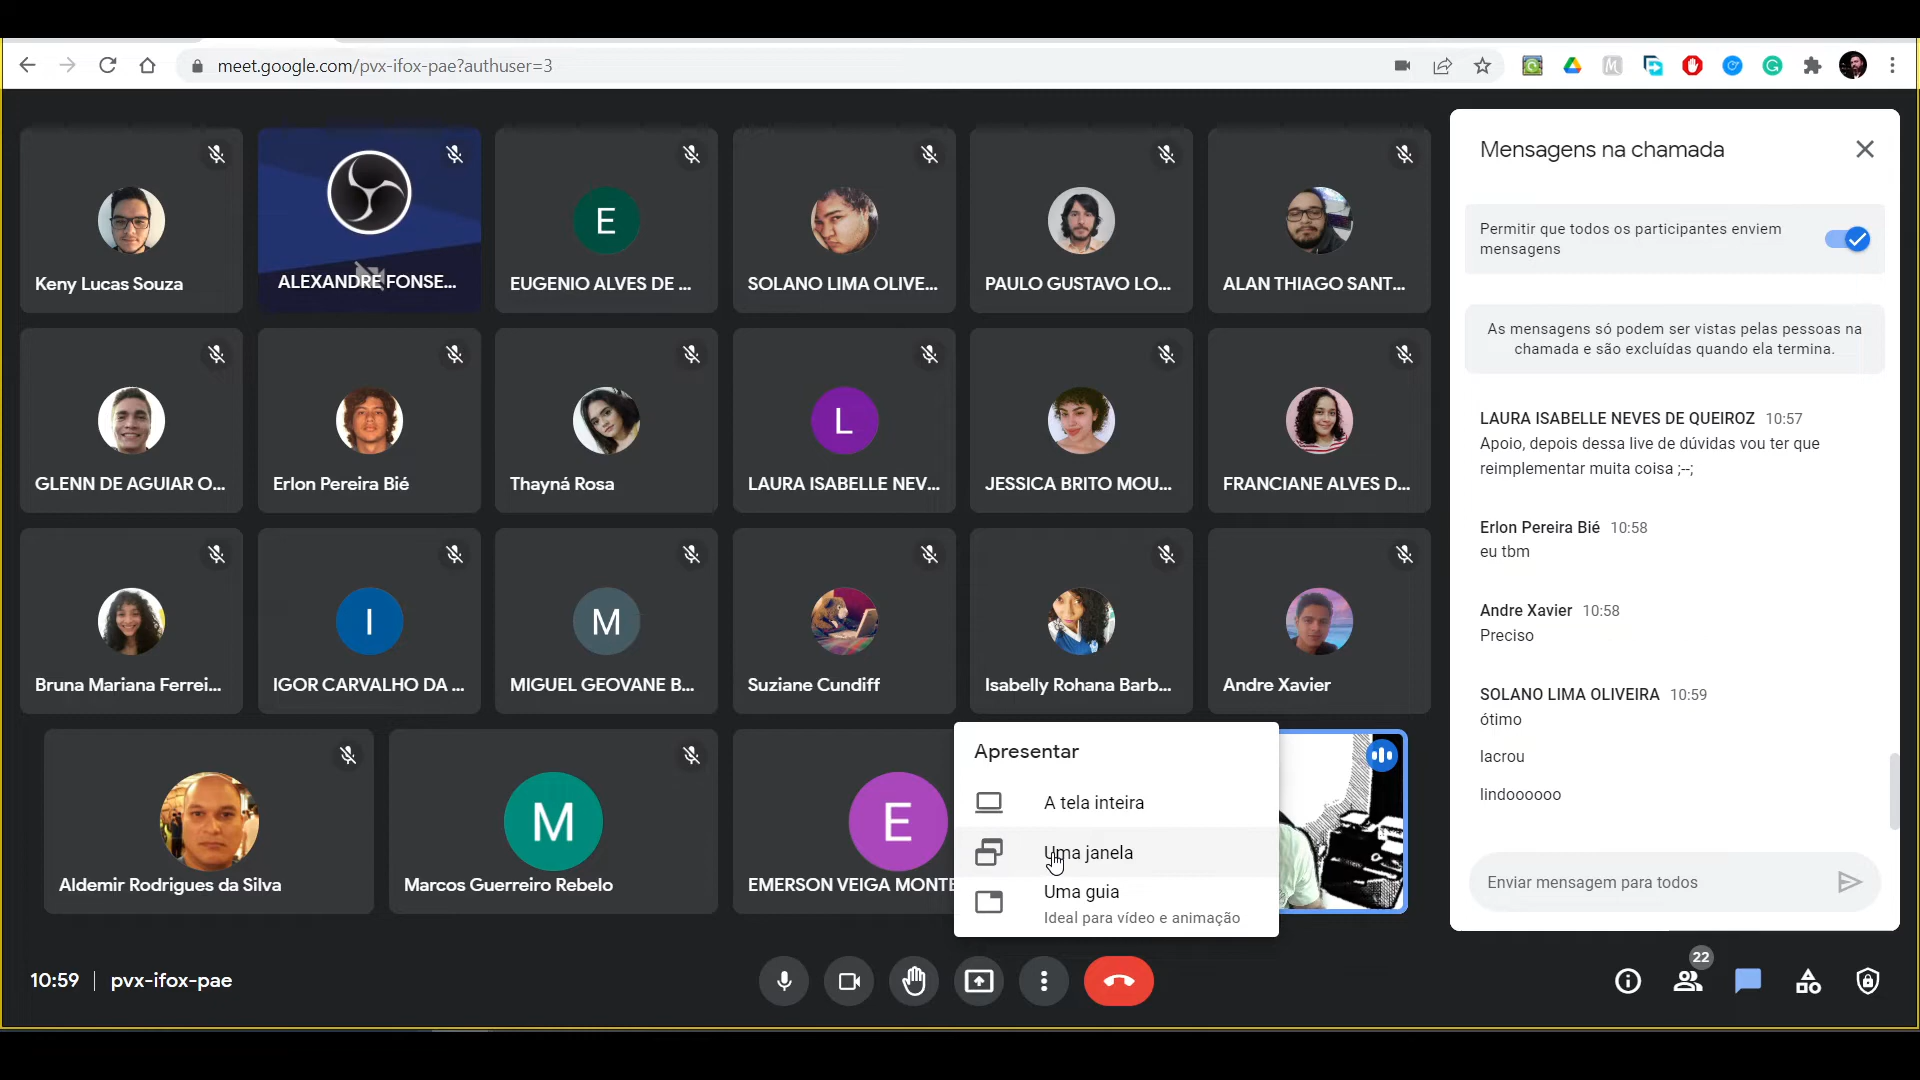 meet.google.com/pvx-ifox-pae?authuser=3
Keny Lucas Souza
ALEXANDRE FONSE...
EUGENIO ALVES DE ...
SOLANO LIMA OLIVE...
PAULO GUSTAVO LO...
ALAN THIAGO SANT...
GLENN DE AGUIAR O...
Erlon Pereira Bié
Thayná Rosa
L
LAURA ISABELLE NEV...
JESSICA BRITO MOU...
FRANCIANE ALVES D...
E
Bruna Mariana Ferrei...
I
IGOR CARVALHO DA ...
M
MIGUEL GEOVANE B...
Suziane Cundiff
Isabelly Rohana Barb...
Andre Xavier
Aldemir Rodrigues da Silva
M
Marcos Guerreiro Rebelo
E
EMERSON VEIGA MONTE
Apresentar
A tela inteira
Uma janela
Uma guia
Ideal para vídeo e animação
10:59
pvx-ifox-pae
22
Mensagens na chamada
Permitir que todos os participantes enviem
mensagens
As mensagens só podem ser vistas pelas pessoas na
chamada e são excluídas quando ela termina.
LAURA ISABELLE NEVES DE QUEIROZ 10:57
Apoio, depois dessa live de dúvidas vou ter que
reimplementar muita coisa ;--;
Erlon Pereira Bié 10:58
eu tbm
Andre Xavier 10:58
Preciso
SOLANO LIMA OLIVEIRA 10:59
ótimo
lacrou
lindoooooo
Enviar mensagem para todos